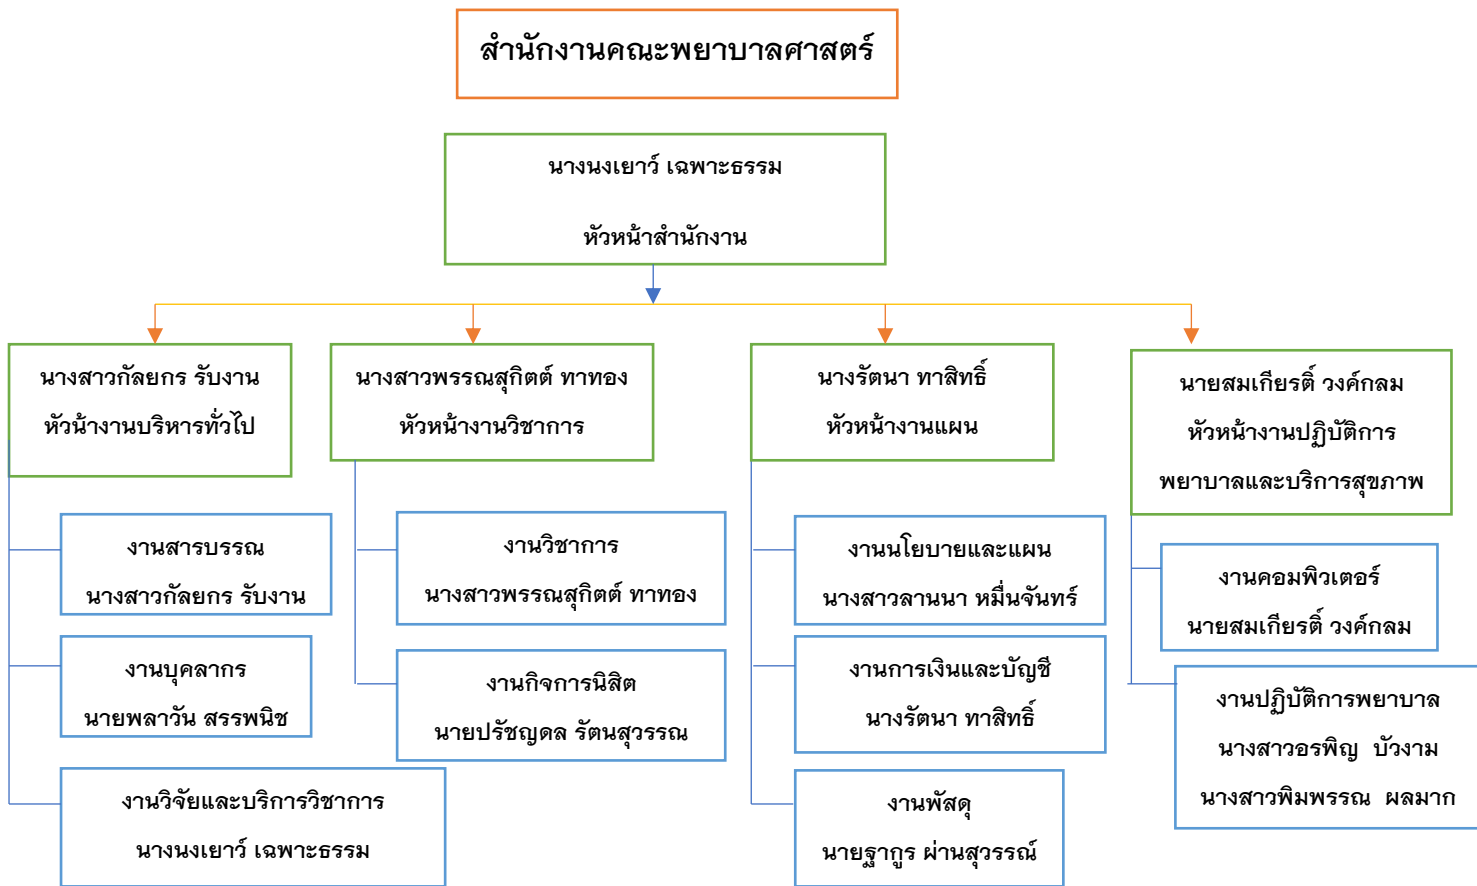 สำนักงานคณะพยาบาลศาสตร์
นางนงเยาว์ เฉพาะธรรม
หัวหน้าสำนักงาน
นางสาวกัลยกร รับงาน
หัวน้างานบริหารทั่วไป
นางสาวพรรณสุกิตต์ ทาทอง
หัวหน้างานวิชาการ
นางรัตนา ทาสิทธิ์
หัวหน้างานแผน
นายสมเกียรติ์ วงค์กลม
หัวหน้างานปฏิบัติการ
พยาบาลและบริการสุขภาพ
งานสารบรรณ
นางสาวกัลยกร รับงาน
งานบุคลากร
นายพลาวัน สรรพนิช
งานวิจัยและบริการวิชาการ
นางนงเยาว์ เฉพาะธรรม
งานวิชาการ
นางสาวพรรณสุกิตต์ ทาทอง
งานกิจการนิสิต
นายปรัชญดล รัตนสุวรรณ
งานนโยบายและแผน
นางสาวลานนา หมื่นจันทร์
งานการเงินและบัญชี
นางรัตนา ทาสิทธิ์
งานพัสดุ
นายฐากูร ผ่านสุวรรณ์
งานคอมพิวเตอร์
นายสมเกียรติ์ วงค์กลม
งานปฏิบัติการพยาบาล
นางสาวอรพิญ บัวงาม
นางสาวพิมพรรณ ผลมาก